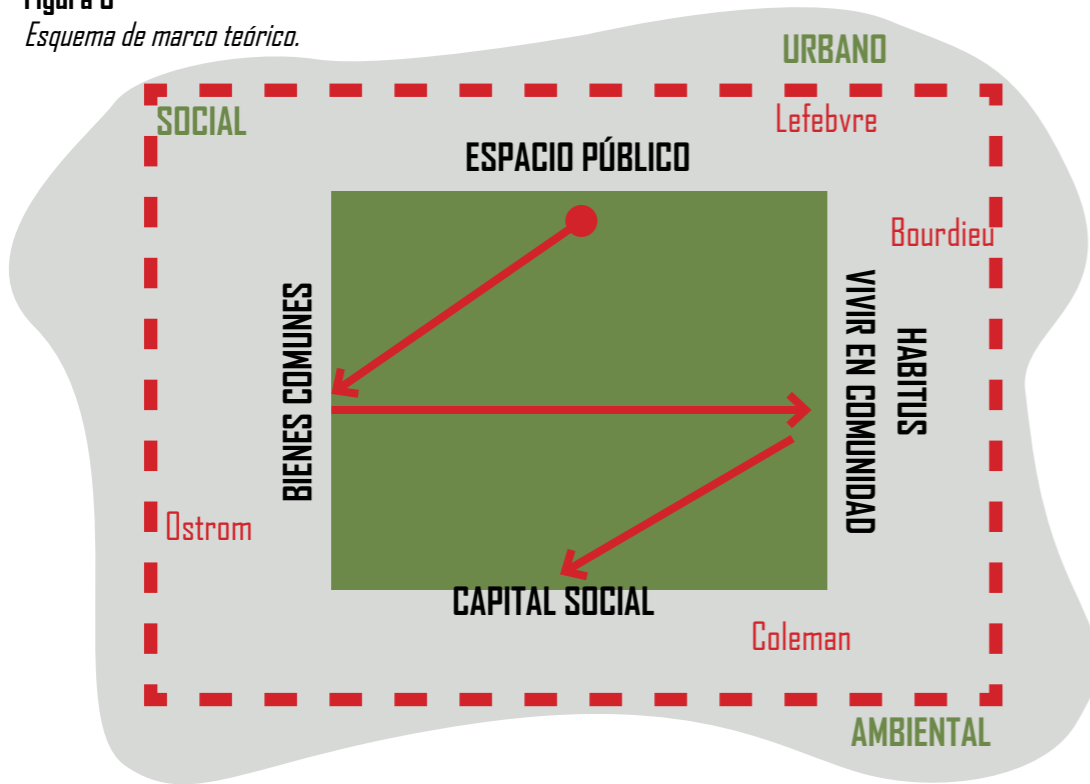 Esquema de marco teórico.
URBANO
SOCIAL
Lefebvre
ESPACIO PÚBLICO
Bourdieu
BIENES COMUNES
VIVIR EN COMUNIDAD
HABITUS
Ostrom
CAPITAL SOCIAL
Coleman
AMBIENTAL